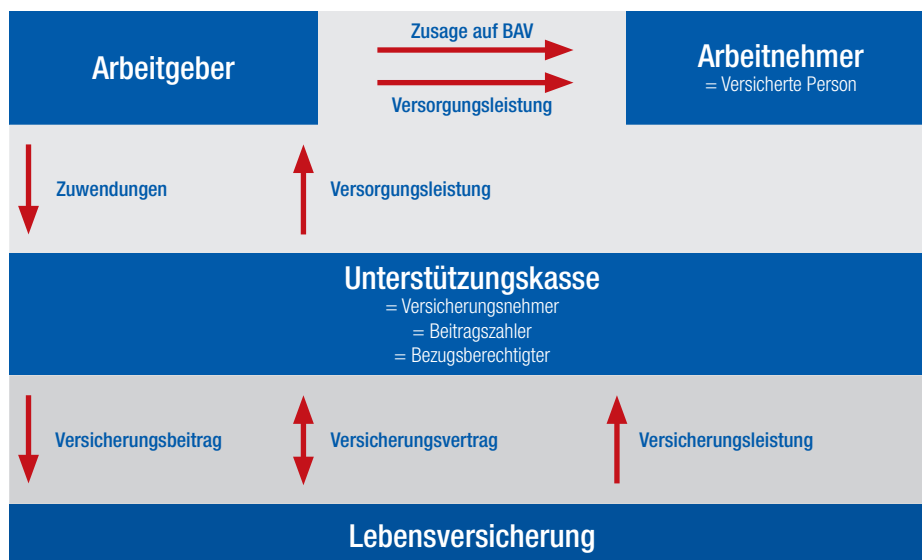 Arbeitgeber
Zusage auf BAV
Versorgungsleistung
Arbeitnehmer
= Versicherte Person
Zuwendungen
Versorgungsleistung
Unterstützungskasse
= Versicherungsnehmer
= Beitragszahler
= Bezugsberechtigter
Versicherungsbeitrag
Versicherungsvertrag
Versicherungsleistung
Lebensversicherung